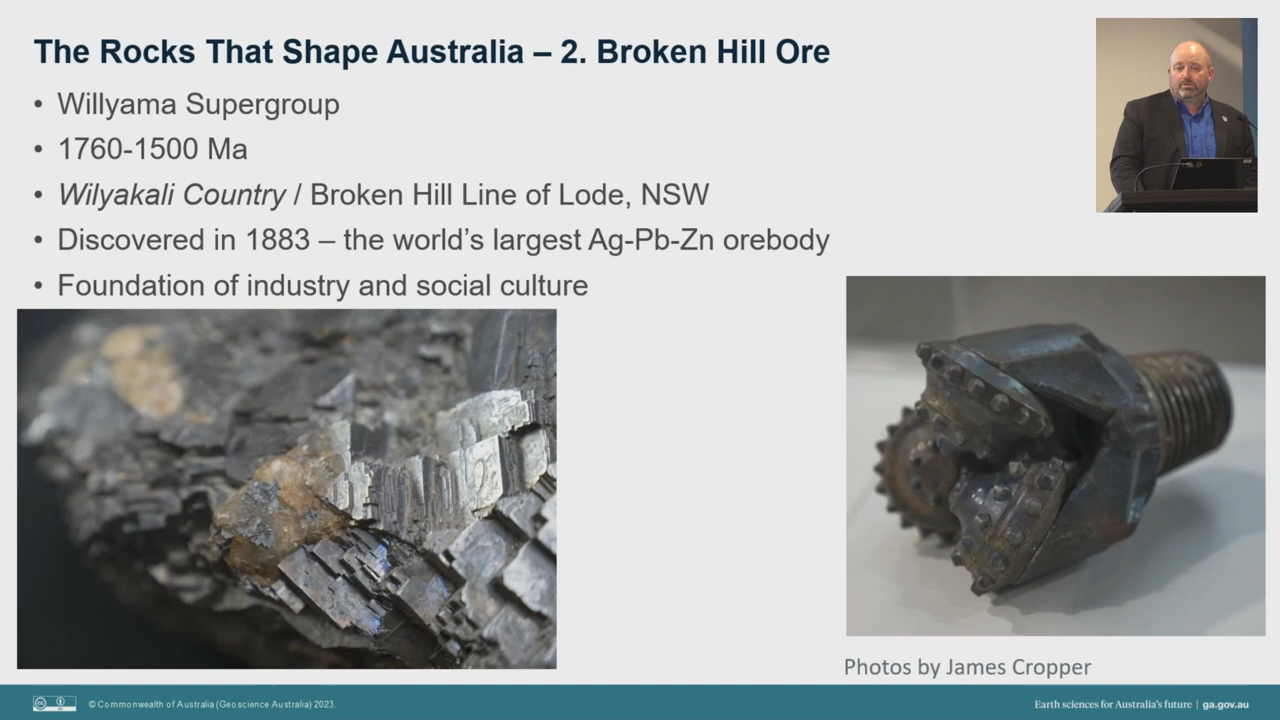 The Rocks That Shape Australia – 2. Broken Hill Ore
• Willyama Supergroup
• 1760-1500 Ma
• Wilyakali Country / Broken Hill Line of Lode, NSW
• Discovered in 1883 – the world's largest Ag-Pb-Zn orebody
• Foundation of industry and social culture
Photos by James Cropper
© Commonwealth of Australia (Geoscience Australia) 2023.
Earth sciences for Australia's future | ga.gov.au